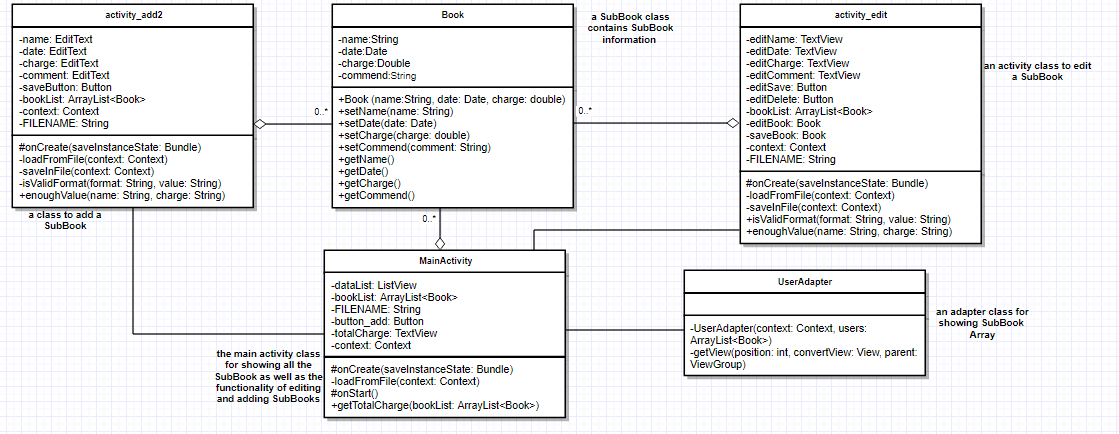 activity_add2
-name: EditText
-date: EditText
-charge: EditText
-comment: EditText
-saveButton: Button
-bookList: ArrayList<Book>
-context: Context
-FILENAME: String
#onCreate(saveInstanceState: Bundle)
-loadFromFile(context: Context)
-saveInFile(context: Context)
-isValidFormat(format: String, value: String)
+enoughValue(name: String, charge: String)
a class to add a
SubBook
0..*
Book
-name:String
-date:Date
-charge:Double
-commend:String
+Book (name:String, date: Date, charge: double)
+setName(name: String)
+setDate(date: Date)
+setCharge(charge: double)
+setCommend(comment: String)
+getName()
+getDate()
+getCharge()
+getCommend()
a SubBook class
contains SubBook
information
0..*
0..*
activity_edit
-editName: TextView
-editDate: TextView
-editCharge: TextView
-editComment: TextView
-editSave: Button
-editDelete: Button
-bookList: ArrayList<Book>
-editBook: Book
-saveBook: Book
-context: Context
-FILENAME: String
#onCreate(saveInstanceState: Bundle)
-loadFromFile(context: Context)
-saveInFile(context: Context)
+isValidFormat(format: String, value: String)
+enoughValue(name: String, charge: String)
an activity class to edit
a SubBook
MainActivity
-dataList: ListView
-bookList: ArrayList<Book>
-FILENAME: String
-button_add: Button
-totalCharge: TextView
-context: Context
#onCreate(saveInstanceState: Bundle)
-loadFromFile(context: Context)
#onStart()
+getTotalCharge(bookList: ArrayList<Book>)
the main activity class
for showing all the
SubBook as well as the
functionality of editing
and adding SubBooks
UserAdapter
-UserAdapter(context: Context, users:
ArrayList<Book>)
-getView(position: int, convertView: View, parent:
ViewGroup)
an adapter class for
showing SubBook
Array